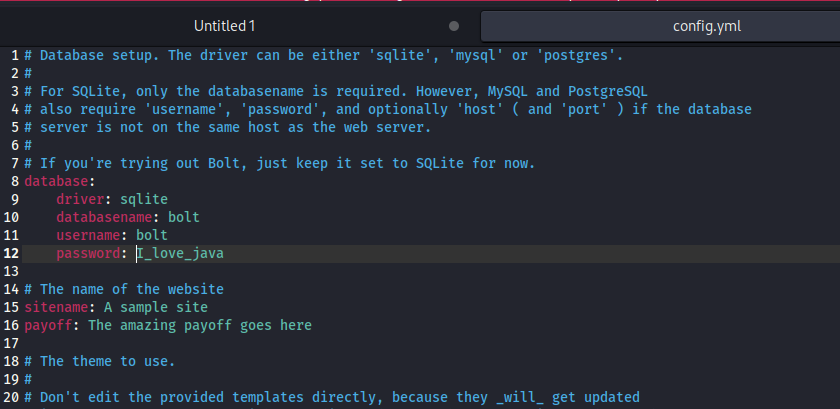 Untitled 1
config.yml
1 # Database setup. The driver can be either 'sqlite', 'mysql' or 'postgres'.
2 #
3 # For SQLite, only the databasename is required. However, MySQL and PostgreSQL
4 # also require 'username', 'password', and optionally 'host' ( and 'port' ) if the database
5 # server is not on the same host as the web server.
6 #
7 # If you're trying out Bolt, just keep it set to SQLite for now.
8 database:
9     driver: sqlite
10     databasename: bolt
11     username: bolt
12     password: I_love_java
13
14 # The name of the website
15 sitename: A sample site
16 payoff: The amazing payoff goes here
17
18 # The theme to use.
19 #
20 # Don't edit the provided templates directly, because they _will_ get updated